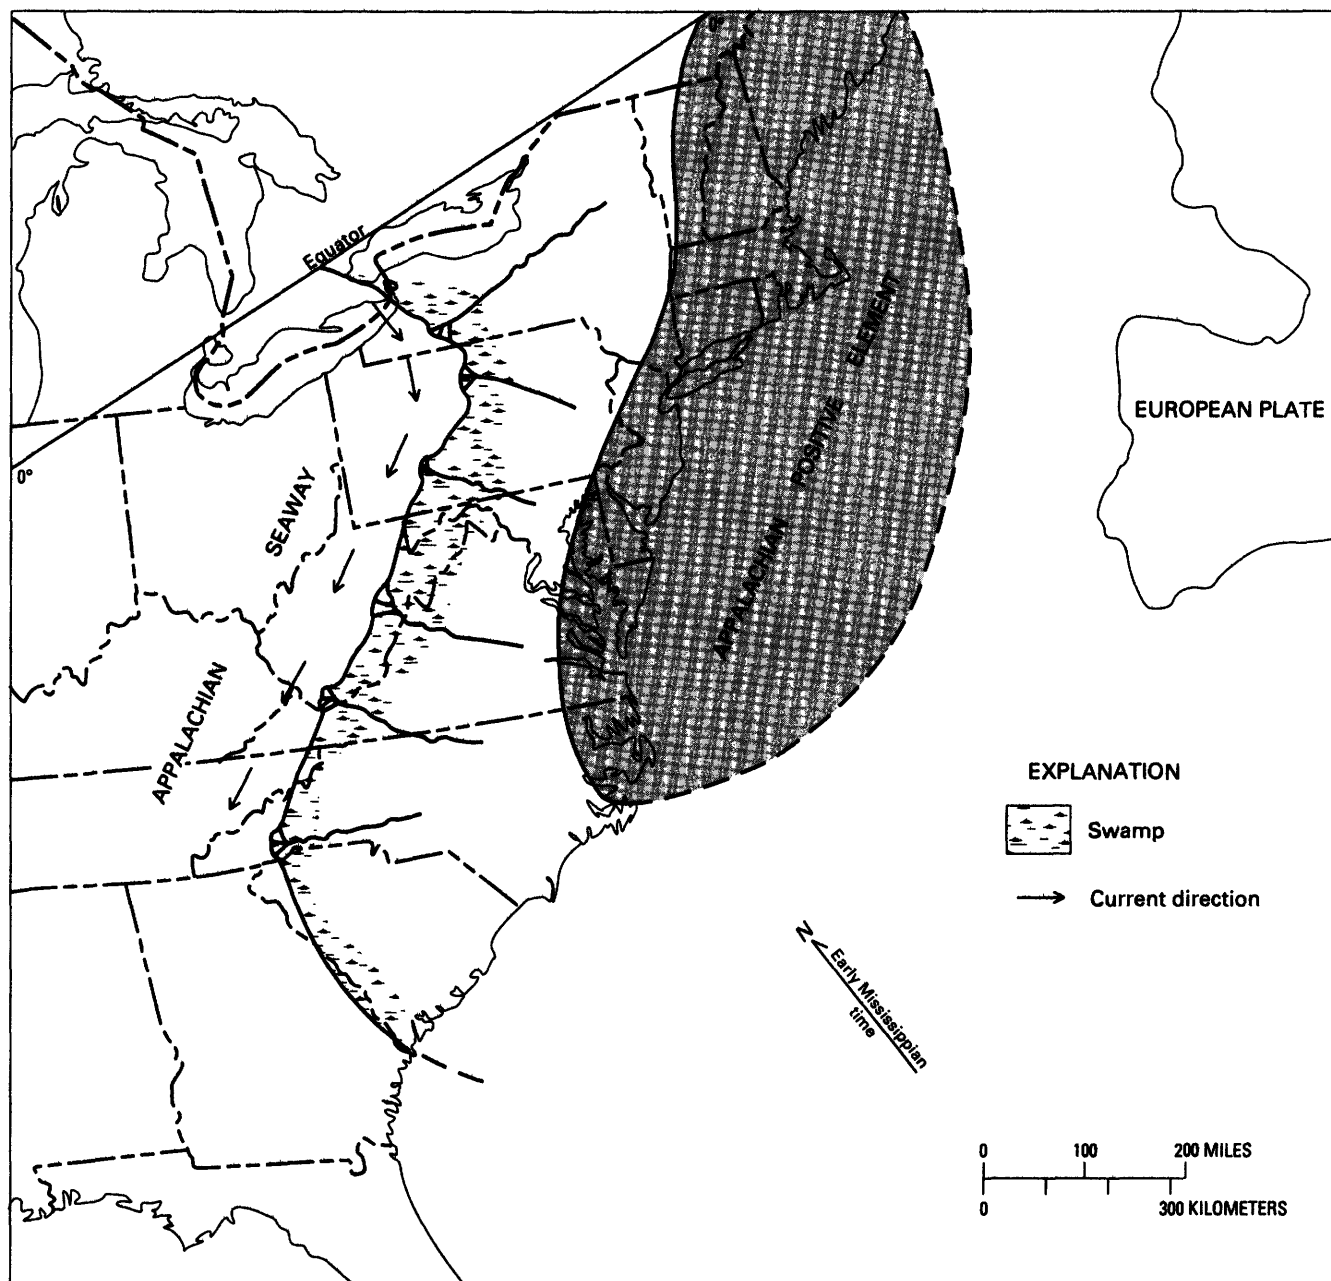 0°
Equator
0°
SEAWAY
APPALACHIAN
APPALACHIAN POSITIVE ELEMENT
EUROPEAN PLATE
EXPLANATION
Swamp
Current direction
N
Early Mississippian
time
0 100 200 MILES
0 300 KILOMETERS